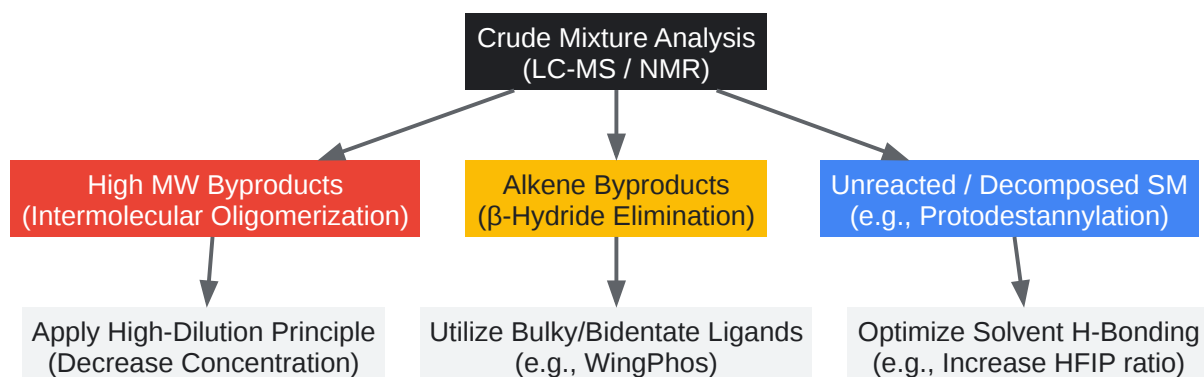 Crude Mixture Analysis
(LC-MS / NMR)
High MW Byproducts
(Intermolecular Oligomerization)
Alkene Byproducts
(β-Hydride Elimination)
Unreacted / Decomposed SM
(e.g., Protodestannylation)
Apply High-Dilution Principle
(Decrease Concentration)
Utilize Bulky/Bidentate Ligands
(e.g., WingPhos)
Optimize Solvent H-Bonding
(e.g., Increase HFIP ratio)